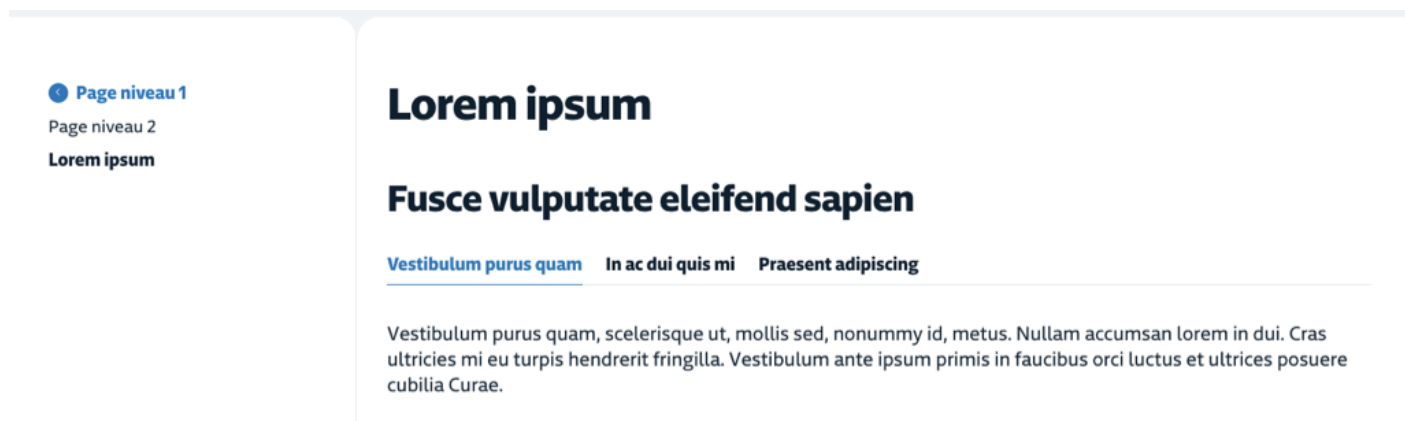 Page niveau 1
Page niveau 2
Lorem ipsum
Lorem ipsum
Fusce vulputate eleifend sapien
Vestibulum purus quam In ac dui quis mi Praesent adipiscing
Vestibulum purus quam, scelerisque ut, mollis sed, nonummy id, metus. Nullam accumsan lorem in dui. Cras
ultricies mi eu turpis hendrerit fringilla. Vestibulum ante ipsum primis in faucibus orci luctus et ultrices posuere
cubilia Curae.